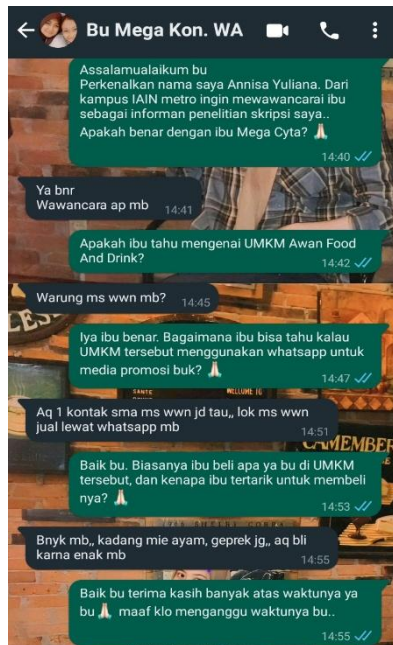 Bu Mega Kon. WA
Assalamualaikum bu
Perkenalkan nama saya Annisa Yuliana. Dari
kampus IAIN metro ingin mewawancarai ibu
sebagai informan penelitian skripsi saya..
Apakah benar dengan ibu Mega Cyta? 🙏🏻
14:40
Ya bnr
Wawancara ap mb 14:41
Apakah ibu tahu mengenai UMKM Awan Food
And Drink?
14:42
Warung ms wwn mb? 14:45
Iya ibu benar. Bagaimana ibu bisa tahu kalau
UMKM tersebut menggunakan whatsapp untuk
media promosi buk? 🙏🏻
14:47
SANTE
WELCOME TO
Aq 1 kontak sma ms wwn jd tau,, lok ms wwn
jual lewat whatsapp mb
14:51
CAMEMBER
Baik bu. Biasanya ibu beli apa ya bu di UMKM
tersebut, dan kenapa ibu tertarik untuk membeli
nya? 🙏🏻
14:53
Bnyk mb,, kadang mie ayam, geprek jg,, aq bli
karna enak mb
14:55
Baik bu terima kasih banyak atas waktunya ya
bu 🙏🏻 maaf klo menganggu waktunya bu..
14:55